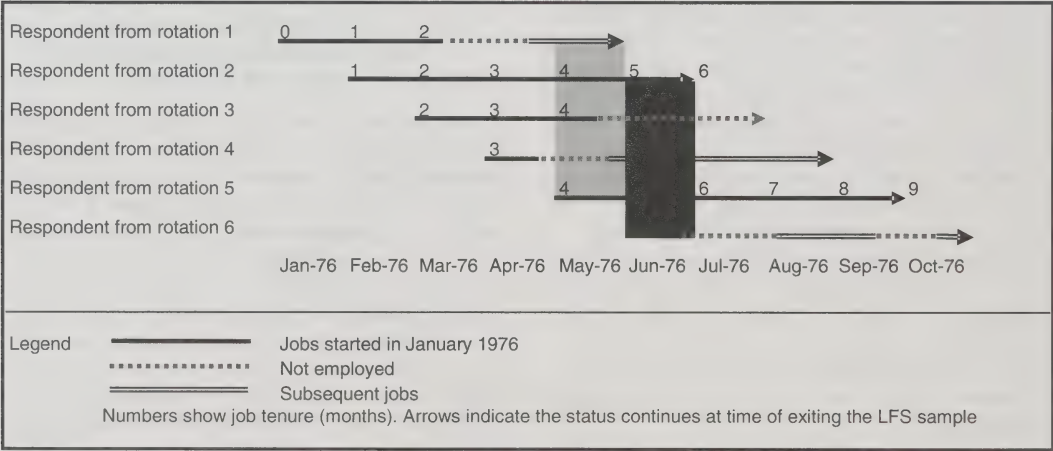 Respondent from rotation 1 0 1 2
Respondent from rotation 2 1 2 3 4 5 6
Respondent from rotation 3 2 3 4
Respondent from rotation 4 3
Respondent from rotation 5 4 6 7 8 9
Respondent from rotation 6
Jan-76 Feb-76 Mar-76 Apr-76 May-76 Jun-76 Jul-76 Aug-76 Sep-76 Oct-76
Legend Jobs started in January 1976
Not employed
Subsequent jobs
Numbers show job tenure (months). Arrows indicate the status continues at time of exiting the LFS sample